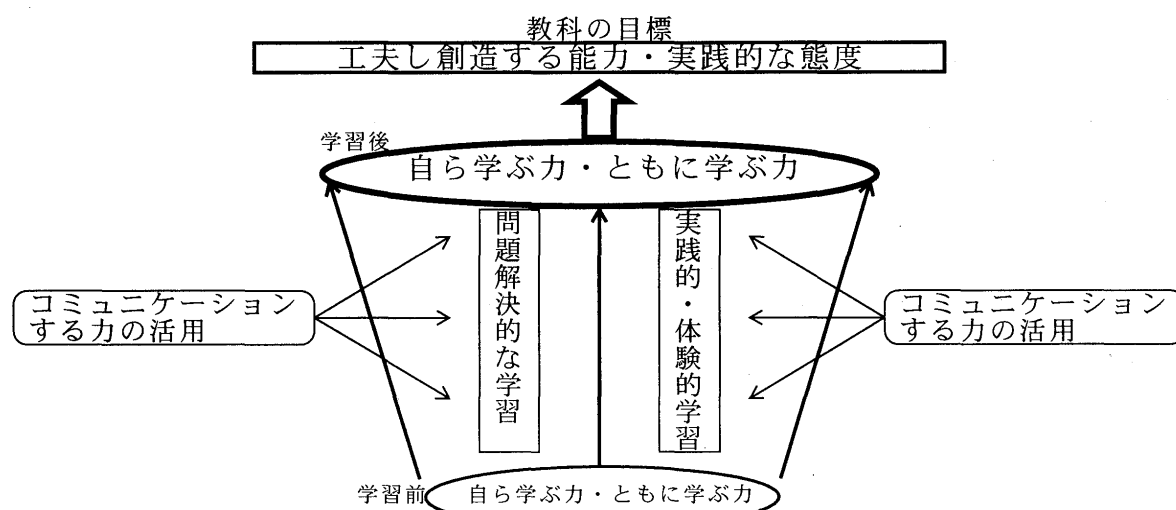 教科の目標
工夫し創造する能力・実践的な態度
学習後
自ら学ぶ力・ともに学ぶ力
問題解決的な学習
実践的・体験的学習
コミュニケーション
する力の活用
コミュニケーション
する力の活用
学習前
自ら学ぶ力・ともに学ぶ力